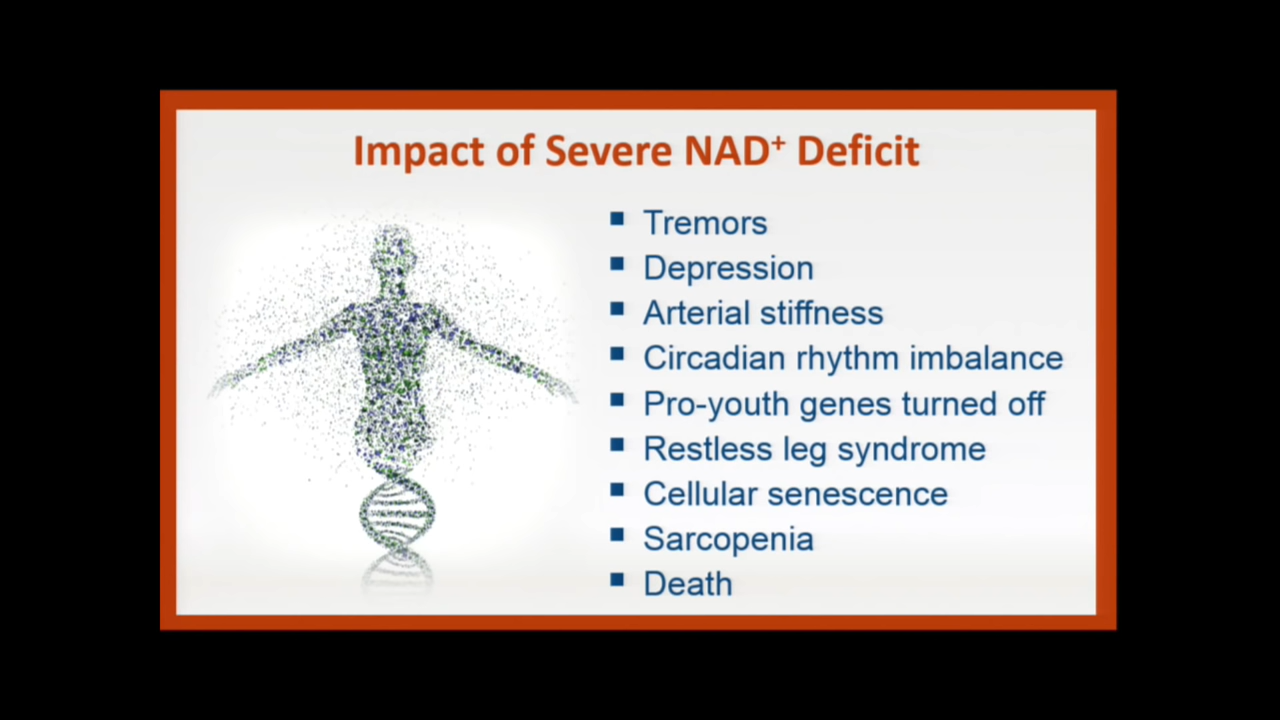 Impact of Severe NAD⁺ Deficit
Tremors
Depression
Arterial stiffness
Circadian rhythm imbalance
Pro-youth genes turned off
Restless leg syndrome
Cellular senescence
Sarcopenia
Death